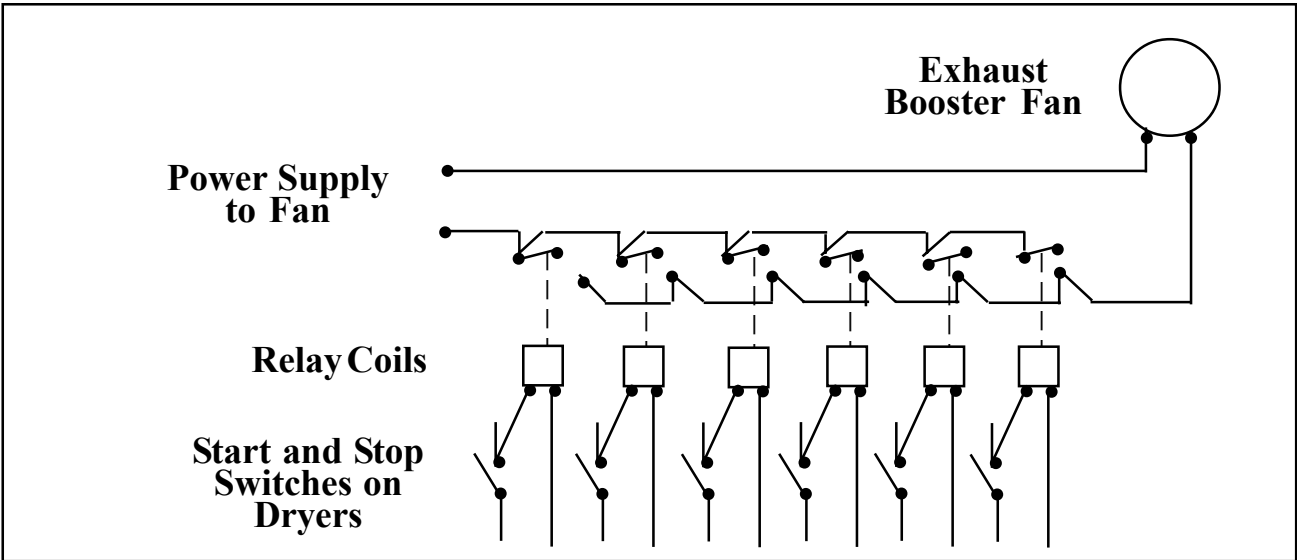 Exhaust
Booster Fan
Power Supply
to Fan
Relay Coils
Start and Stop
Switches on
Dryers